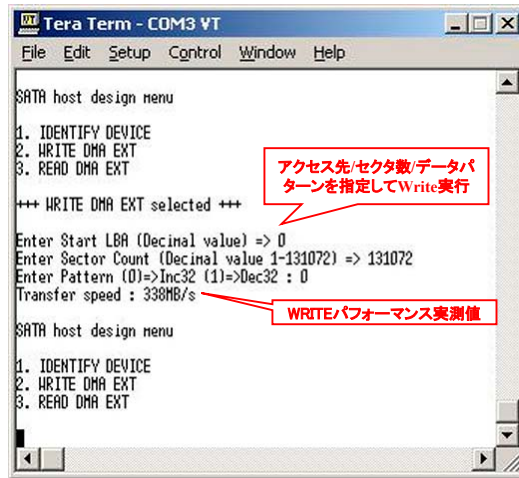 Tera Term - COM3 VT
File Edit Setup Control Window Help
SATA host design menu
1. IDENTIFY DEVICE
2. WRITE DMA EXT
3. READ DMA EXT
アクセス先/セクタ数/データパ
ターンを指定してWrite実行
+++ WRITE DMA EXT selected +++
Enter Start LBA (Decimal value) => 0
Enter Sector Count (Decimal value 1-131072) => 131072
Enter Pattern (0)=>Inc32 (1)=>Dec32 : 0
Transfer speed : 338MB/s
WRITEパフォーマンス実測値
SATA host design menu
1. IDENTIFY DEVICE
2. WRITE DMA EXT
3. READ DMA EXT